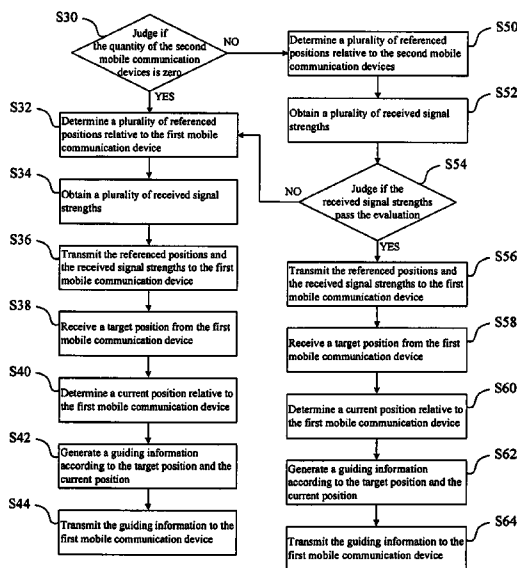 S30
Judge if
the quantity of the second
mobile communication
devices is zero
NO
YES
S32
Determine a plurality of referenced
positions relative to the first mobile
communication device
S34
Obtain a plurality of received signal
strengths
S36
Transmit the referenced positions and
the received signal strengths to the first
mobile communication device
S38
Receive a target position from the first
mobile communication device
S40
Determine a current position relative to
the first mobile communication device
S42
Generate a guiding information
according to the target position and the
current position
S44
Transmit the guiding information to the
first mobile communication device
S50
Determine a plurality of referenced
positions relative to the second mobile
communication devices
S52
Obtain a plurality of received signal
strengths
S54
Judge if the
received signal strengths
pass the evaluation
NO
YES
S56
Transmit the referenced positions and
the received signal strengths to the first
mobile communication device
S58
Receive a target position from the first
mobile communication device
S60
Determine a current position relative to
the first mobile communication device
S62
Generate a guiding information
according to the target position and the
current position
S64
Transmit the guiding information to the
first mobile communication device